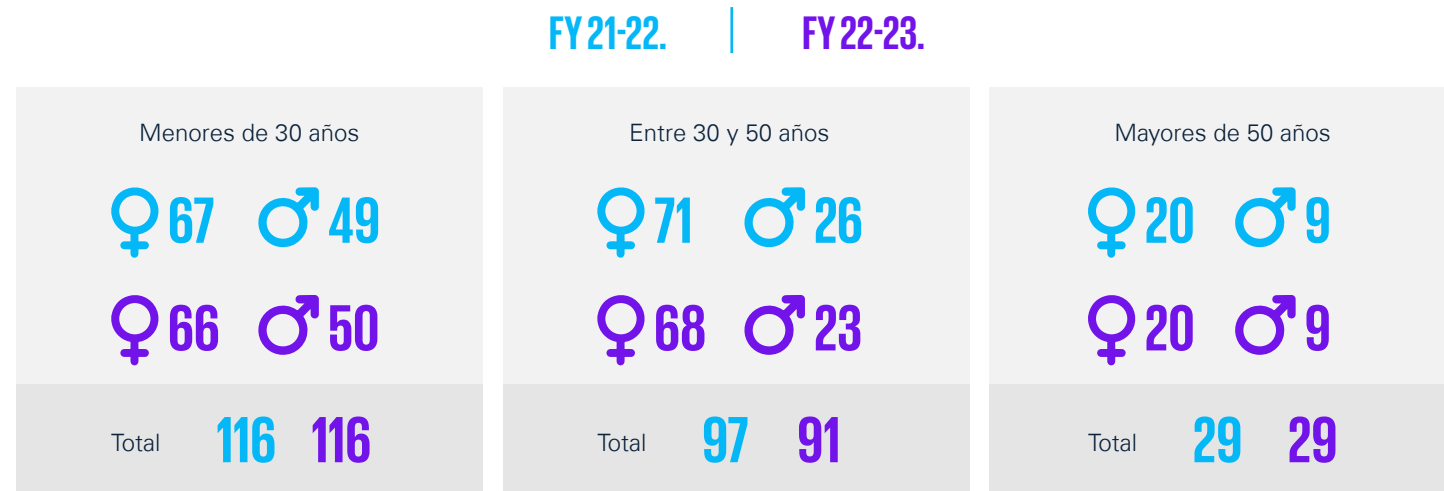 FY 21-22. FY 22-23.
Menores de 30 años
67 49
66 50
Total 116 116
Entre 30 y 50 años
71 26
68 23
Total 97 91
Mayores de 50 años
20 9
20 9
Total 29 29